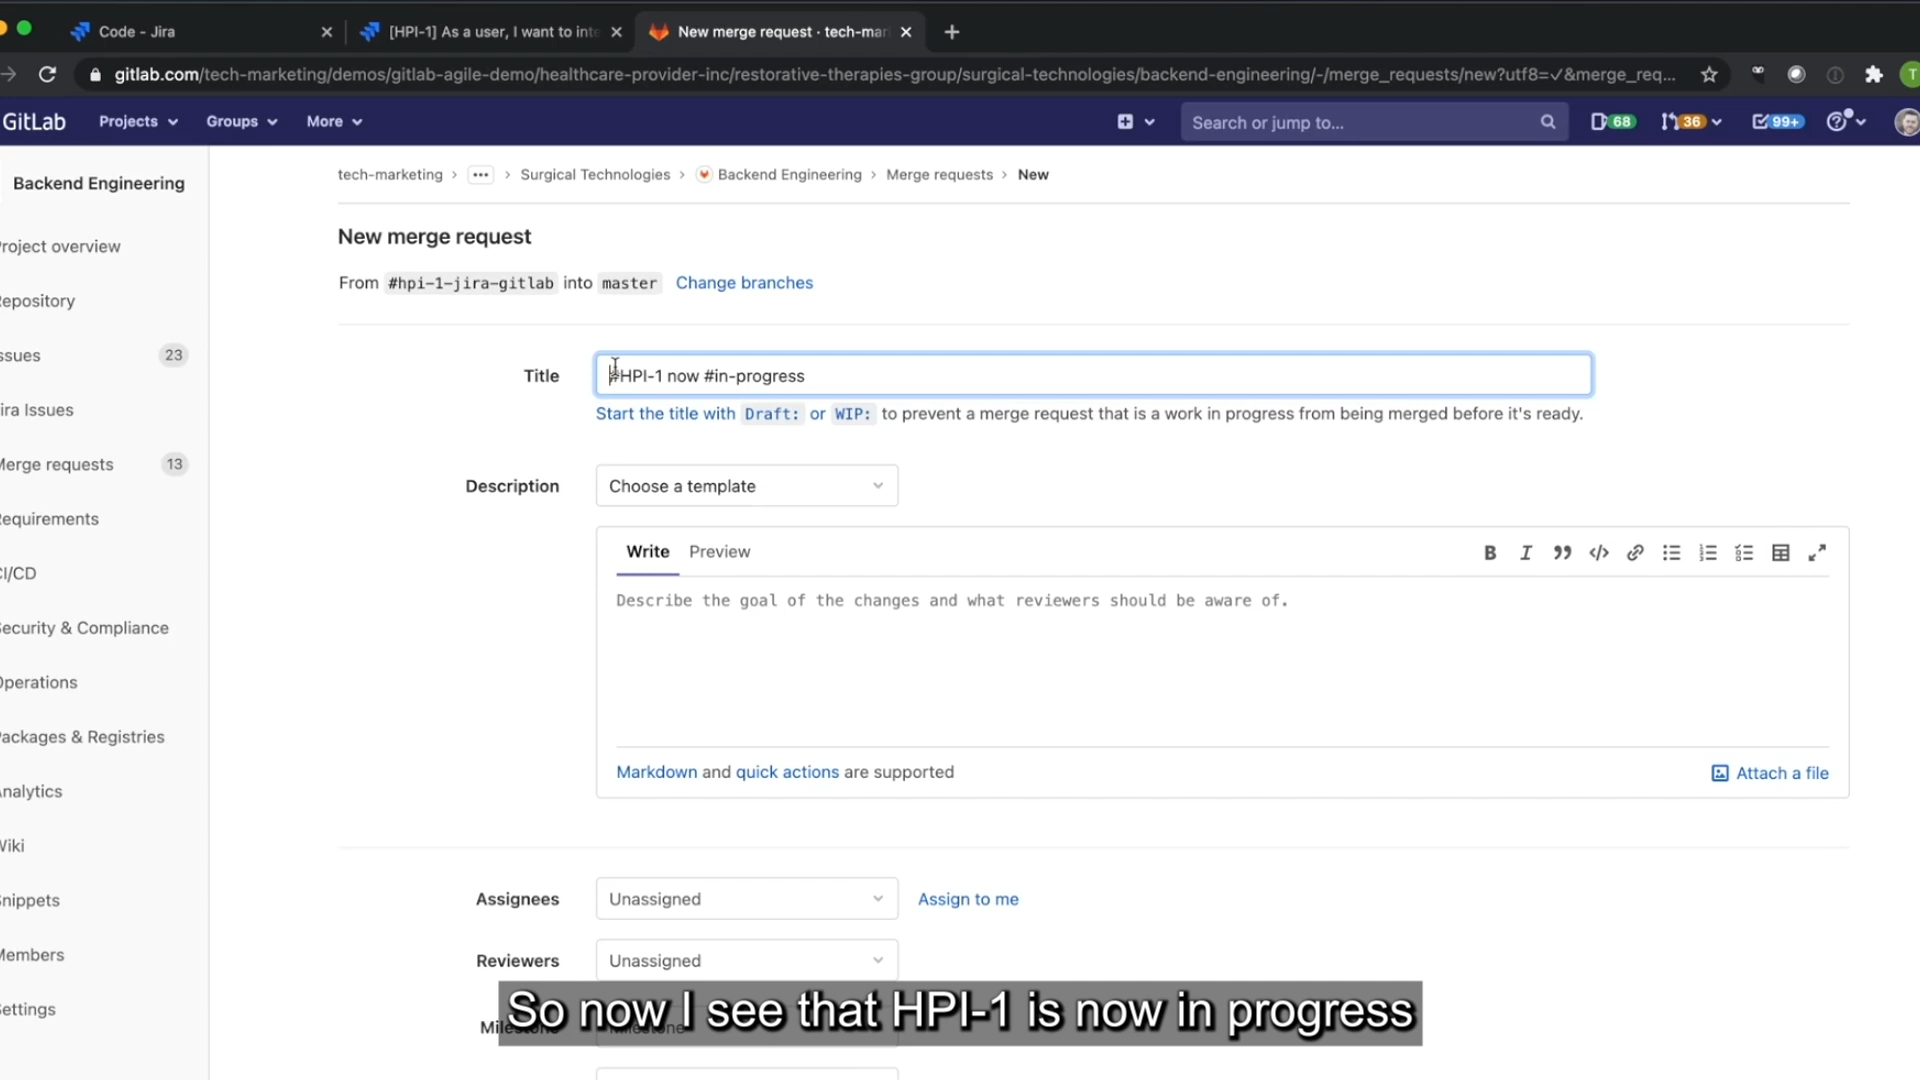 Code - Jira
[HPI-1] As a user, I want to inte
New merge request · tech-mar
gitlab.com/tech-marketing/demos/gitlab-agile-demo/healthcare-provider-inc/restorative-therapies-group/surgical-technologies/backend-engineering/-/merge_requests/new?utf8=✓&merge_req...
T
GitLab
Projects
Groups
More
Search or jump to...
68
36
99+
Backend Engineering
roject overview
epository
ssues 23
ira Issues
Merge requests 13
equirements
CI/CD
ecurity & Compliance
Operations
ackages & Registries
nalytics
Wiki
nippets
Members
ettings
tech-marketing › ••• › Surgical Technologies › Backend Engineering › Merge requests › New
New merge request
From #hpi-1-jira-gitlab into master Change branches
Title #HPI-1 now #in-progress
Start the title with Draft: or WIP: to prevent a merge request that is a work in progress from being merged before it's ready.
Description Choose a template
Write Preview
Describe the goal of the changes and what reviewers should be aware of.
Markdown and quick actions are supported
Attach a file
Assignees Unassigned Assign to me
Reviewers Unassigned
So now I see that HPI-1 is now in progress